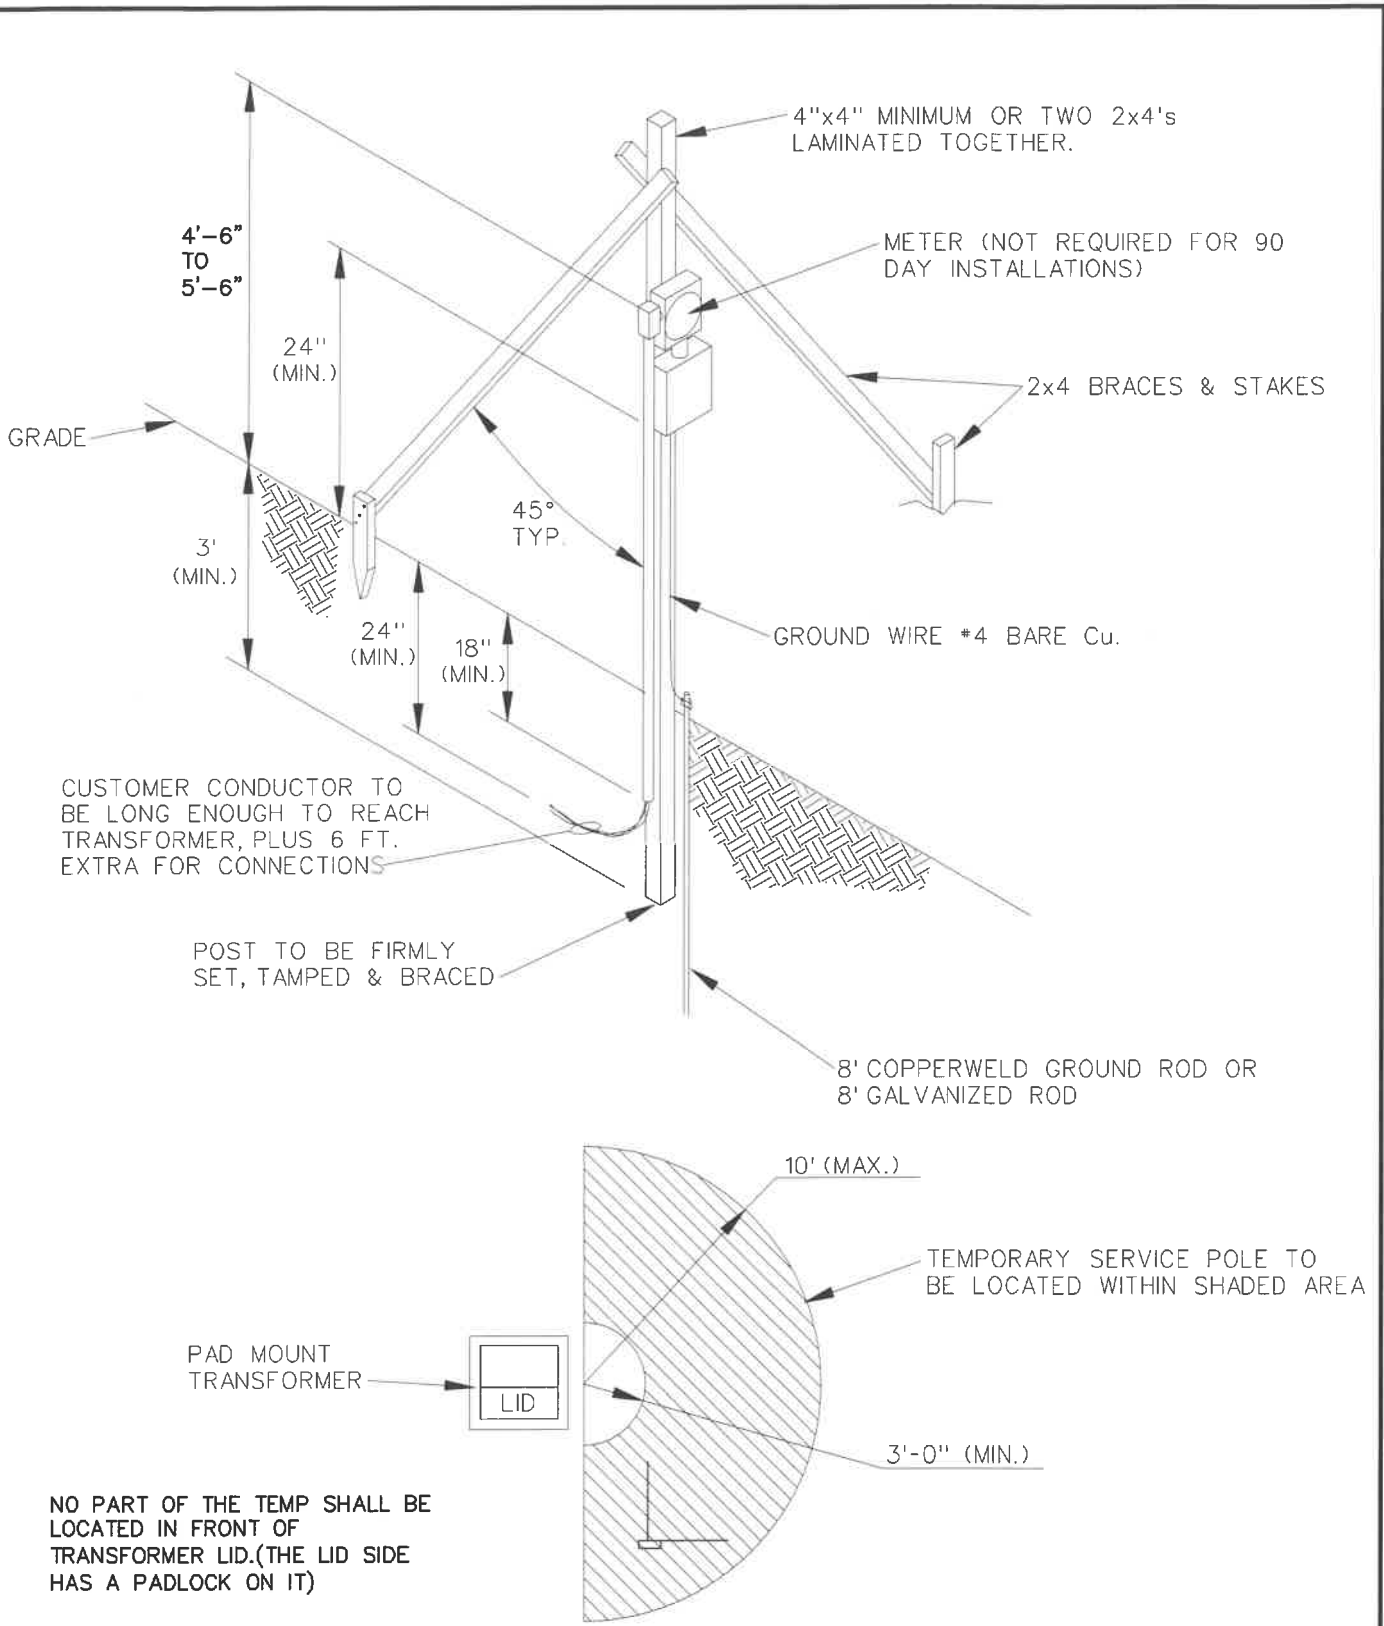 4"x4" MINIMUM OR TWO 2x4's
LAMINATED TOGETHER.
4'-6"
TO
5'-6"
METER (NOT REQUIRED FOR 90
DAY INSTALLATIONS)
24"
(MIN.)
2x4 BRACES & STAKES
GRADE
45°
TYP.
3'
(MIN.)
24"
(MIN.)
18"
(MIN.)
GROUND WIRE #4 BARE Cu.
CUSTOMER CONDUCTOR TO
BE LONG ENOUGH TO REACH
TRANSFORMER, PLUS 6 FT.
EXTRA FOR CONNECTIONS
POST TO BE FIRMLY
SET, TAMPED & BRACED
8' COPPERWELD GROUND ROD OR
8' GALVANIZED ROD
10' (MAX.)
TEMPORARY SERVICE POLE TO
BE LOCATED WITHIN SHADED AREA
PAD MOUNT
TRANSFORMER
LID
3'-0" (MIN.)
NO PART OF THE TEMP SHALL BE
LOCATED IN FRONT OF
TRANSFORMER LID.(THE LID SIDE
HAS A PADLOCK ON IT)